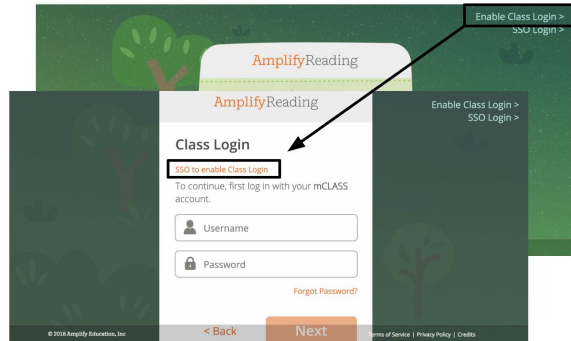 Enable Class Login >
SSO Login >
AmplifyReading
AmplifyReading
Enable Class Login >
SSO Login >
Class Login
SSO to enable Class Login
To continue, first log in with your mCLASS
account.
Username
Password
Forgot Password?
< Back
Next
© 2018 Amplify Education, Inc
Terms of Service | Privacy Policy | Credits